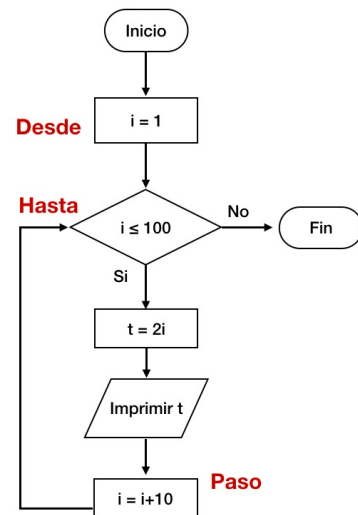 Inicio
Desde
i = 1
Hasta
i ≤ 100
No
Fin
Si
t = 2i
Imprimir t
Paso
i = i+10